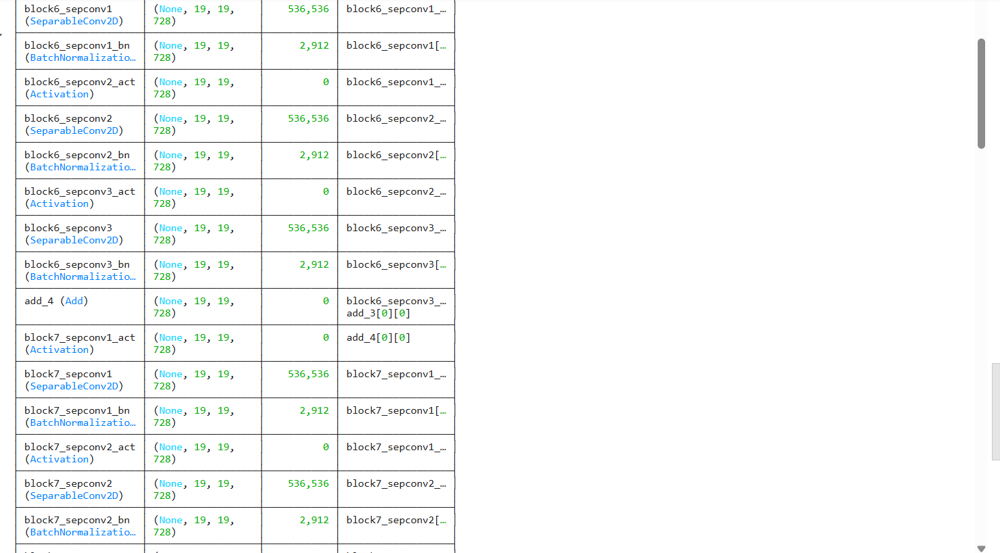 block6_sepconv1 (None, 19, 19, 536,536 block6_sepconv1_…
(SeparableConv2D) 728)
block6_sepconv1_bn (None, 19, 19, 2,912 block6_sepconv1[…
(BatchNormalizatio… 728)
block6_sepconv2_act (None, 19, 19, 0 block6_sepconv1_…
(Activation) 728)
block6_sepconv2 (None, 19, 19, 536,536 block6_sepconv2_…
(SeparableConv2D) 728)
block6_sepconv2_bn (None, 19, 19, 2,912 block6_sepconv2[…
(BatchNormalizatio… 728)
block6_sepconv3_act (None, 19, 19, 0 block6_sepconv2_…
(Activation) 728)
block6_sepconv3 (None, 19, 19, 536,536 block6_sepconv3_…
(SeparableConv2D) 728)
block6_sepconv3_bn (None, 19, 19, 2,912 block6_sepconv3[…
(BatchNormalizatio… 728)
add_4 (Add) (None, 19, 19, 0 block6_sepconv3_…
728) add_3[0][0]
block7_sepconv1_act (None, 19, 19, 0 add_4[0][0]
(Activation) 728)
block7_sepconv1 (None, 19, 19, 536,536 block7_sepconv1_…
(SeparableConv2D) 728)
block7_sepconv1_bn (None, 19, 19, 2,912 block7_sepconv1[…
(BatchNormalizatio… 728)
block7_sepconv2_act (None, 19, 19, 0 block7_sepconv1_…
(Activation) 728)
block7_sepconv2 (None, 19, 19, 536,536 block7_sepconv2_…
(SeparableConv2D) 728)
block7_sepconv2_bn (None, 19, 19, 2,912 block7_sepconv2[…
(BatchNormalizatio… 728)